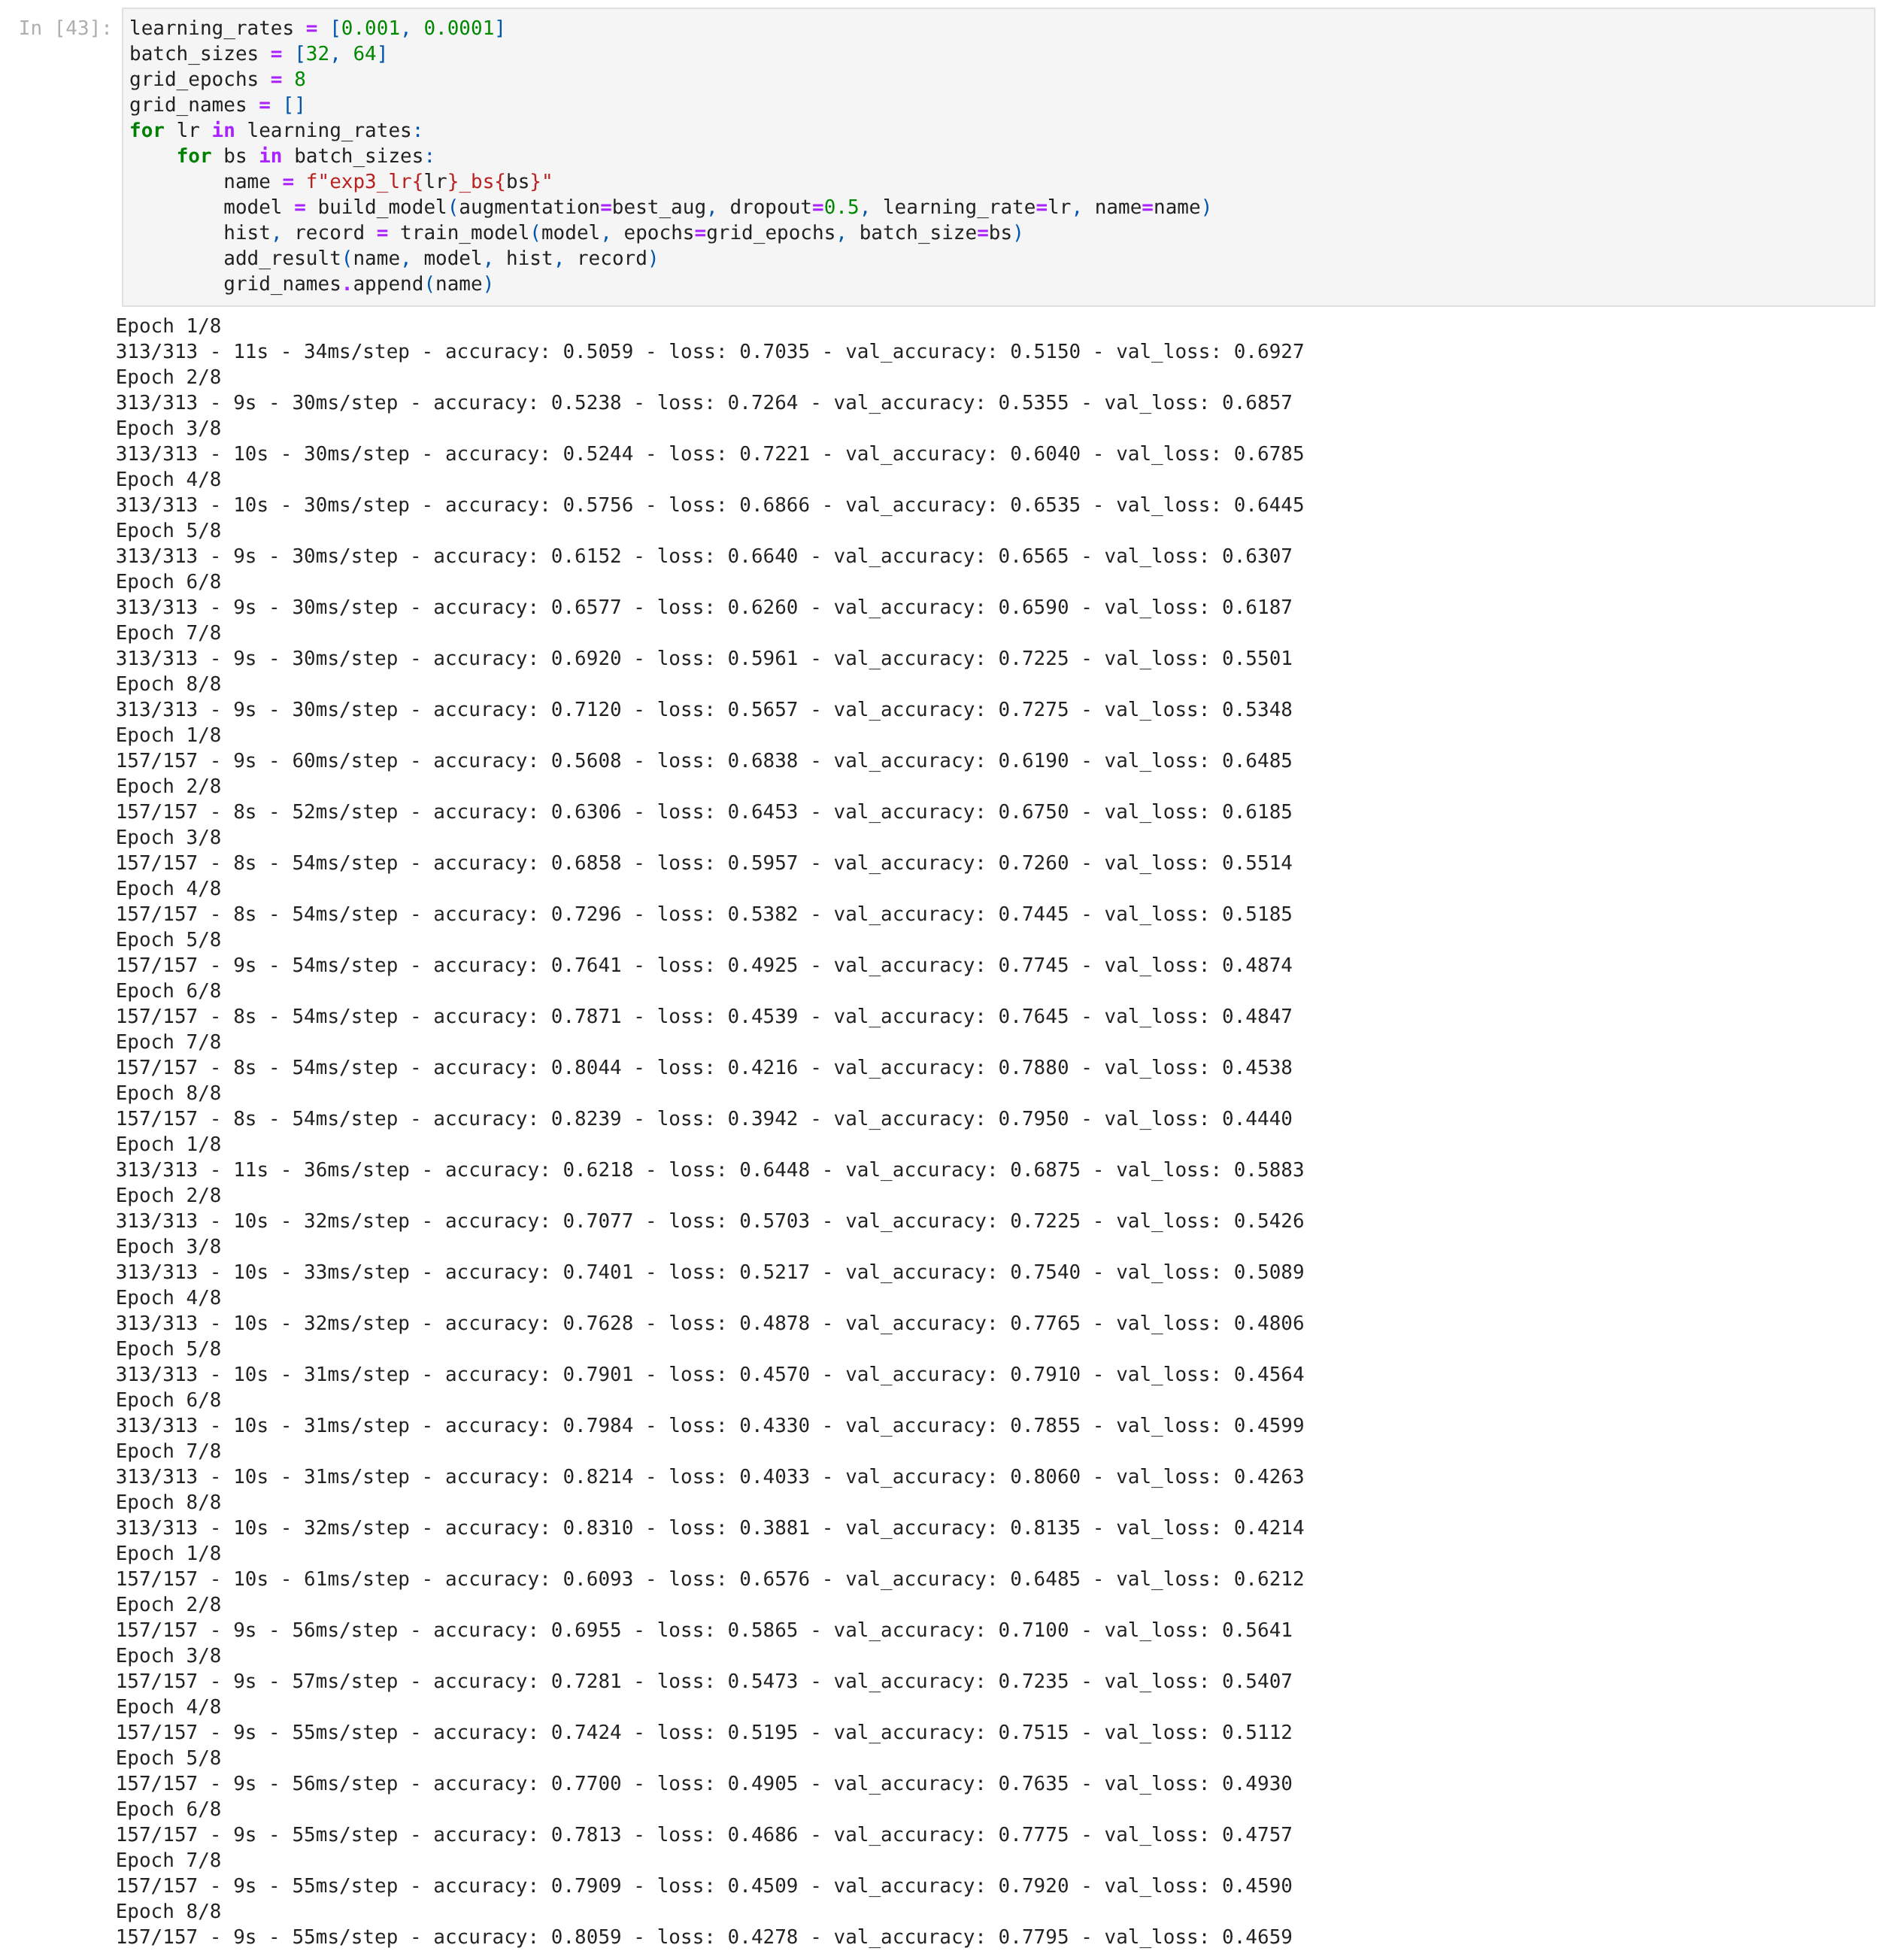 In [43]:
learning_rates = [0.001, 0.0001]
batch_sizes = [32, 64]
grid_epochs = 8
grid_names = []
for lr in learning_rates:
    for bs in batch_sizes:
        name = f"exp3_lr{lr}_bs{bs}"
        model = build_model(augmentation=best_aug, dropout=0.5, learning_rate=lr, name=name)
        hist, record = train_model(model, epochs=grid_epochs, batch_size=bs)
        add_result(name, model, hist, record)
        grid_names.append(name)
Epoch 1/8
313/313 - 11s - 34ms/step - accuracy: 0.5059 - loss: 0.7035 - val_accuracy: 0.5150 - val_loss: 0.6927
Epoch 2/8
313/313 - 9s - 30ms/step - accuracy: 0.5238 - loss: 0.7264 - val_accuracy: 0.5355 - val_loss: 0.6857
Epoch 3/8
313/313 - 10s - 30ms/step - accuracy: 0.5244 - loss: 0.7221 - val_accuracy: 0.6040 - val_loss: 0.6785
Epoch 4/8
313/313 - 10s - 30ms/step - accuracy: 0.5756 - loss: 0.6866 - val_accuracy: 0.6535 - val_loss: 0.6445
Epoch 5/8
313/313 - 9s - 30ms/step - accuracy: 0.6152 - loss: 0.6640 - val_accuracy: 0.6565 - val_loss: 0.6307
Epoch 6/8
313/313 - 9s - 30ms/step - accuracy: 0.6577 - loss: 0.6260 - val_accuracy: 0.6590 - val_loss: 0.6187
Epoch 7/8
313/313 - 9s - 30ms/step - accuracy: 0.6920 - loss: 0.5961 - val_accuracy: 0.7225 - val_loss: 0.5501
Epoch 8/8
313/313 - 9s - 30ms/step - accuracy: 0.7120 - loss: 0.5657 - val_accuracy: 0.7275 - val_loss: 0.5348
Epoch 1/8
157/157 - 9s - 60ms/step - accuracy: 0.5608 - loss: 0.6838 - val_accuracy: 0.6190 - val_loss: 0.6485
Epoch 2/8
157/157 - 8s - 52ms/step - accuracy: 0.6306 - loss: 0.6453 - val_accuracy: 0.6750 - val_loss: 0.6185
Epoch 3/8
157/157 - 8s - 54ms/step - accuracy: 0.6858 - loss: 0.5957 - val_accuracy: 0.7260 - val_loss: 0.5514
Epoch 4/8
157/157 - 8s - 54ms/step - accuracy: 0.7296 - loss: 0.5382 - val_accuracy: 0.7445 - val_loss: 0.5185
Epoch 5/8
157/157 - 9s - 54ms/step - accuracy: 0.7641 - loss: 0.4925 - val_accuracy: 0.7745 - val_loss: 0.4874
Epoch 6/8
157/157 - 8s - 54ms/step - accuracy: 0.7871 - loss: 0.4539 - val_accuracy: 0.7645 - val_loss: 0.4847
Epoch 7/8
157/157 - 8s - 54ms/step - accuracy: 0.8044 - loss: 0.4216 - val_accuracy: 0.7880 - val_loss: 0.4538
Epoch 8/8
157/157 - 8s - 54ms/step - accuracy: 0.8239 - loss: 0.3942 - val_accuracy: 0.7950 - val_loss: 0.4440
Epoch 1/8
313/313 - 11s - 36ms/step - accuracy: 0.6218 - loss: 0.6448 - val_accuracy: 0.6875 - val_loss: 0.5883
Epoch 2/8
313/313 - 10s - 32ms/step - accuracy: 0.7077 - loss: 0.5703 - val_accuracy: 0.7225 - val_loss: 0.5426
Epoch 3/8
313/313 - 10s - 33ms/step - accuracy: 0.7401 - loss: 0.5217 - val_accuracy: 0.7540 - val_loss: 0.5089
Epoch 4/8
313/313 - 10s - 32ms/step - accuracy: 0.7628 - loss: 0.4878 - val_accuracy: 0.7765 - val_loss: 0.4806
Epoch 5/8
313/313 - 10s - 31ms/step - accuracy: 0.7901 - loss: 0.4570 - val_accuracy: 0.7910 - val_loss: 0.4564
Epoch 6/8
313/313 - 10s - 31ms/step - accuracy: 0.7984 - loss: 0.4330 - val_accuracy: 0.7855 - val_loss: 0.4599
Epoch 7/8
313/313 - 10s - 31ms/step - accuracy: 0.8214 - loss: 0.4033 - val_accuracy: 0.8060 - val_loss: 0.4263
Epoch 8/8
313/313 - 10s - 32ms/step - accuracy: 0.8310 - loss: 0.3881 - val_accuracy: 0.8135 - val_loss: 0.4214
Epoch 1/8
157/157 - 10s - 61ms/step - accuracy: 0.6093 - loss: 0.6576 - val_accuracy: 0.6485 - val_loss: 0.6212
Epoch 2/8
157/157 - 9s - 56ms/step - accuracy: 0.6955 - loss: 0.5865 - val_accuracy: 0.7100 - val_loss: 0.5641
Epoch 3/8
157/157 - 9s - 57ms/step - accuracy: 0.7281 - loss: 0.5473 - val_accuracy: 0.7235 - val_loss: 0.5407
Epoch 4/8
157/157 - 9s - 55ms/step - accuracy: 0.7424 - loss: 0.5195 - val_accuracy: 0.7515 - val_loss: 0.5112
Epoch 5/8
157/157 - 9s - 56ms/step - accuracy: 0.7700 - loss: 0.4905 - val_accuracy: 0.7635 - val_loss: 0.4930
Epoch 6/8
157/157 - 9s - 55ms/step - accuracy: 0.7813 - loss: 0.4686 - val_accuracy: 0.7775 - val_loss: 0.4757
Epoch 7/8
157/157 - 9s - 55ms/step - accuracy: 0.7909 - loss: 0.4509 - val_accuracy: 0.7920 - val_loss: 0.4590
Epoch 8/8
157/157 - 9s - 55ms/step - accuracy: 0.8059 - loss: 0.4278 - val_accuracy: 0.7795 - val_loss: 0.4659